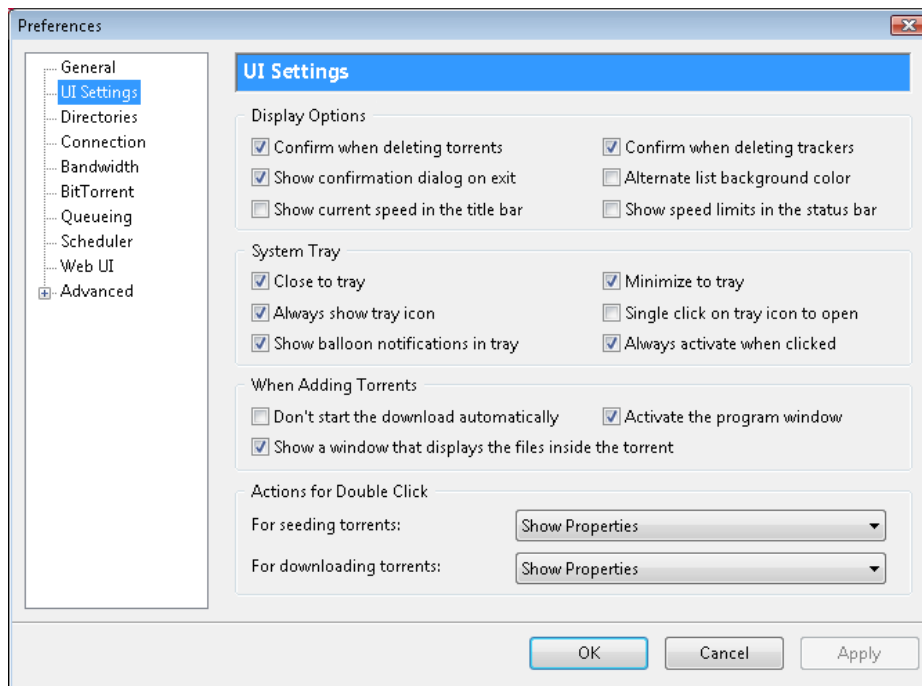 Preferences
General
UI Settings
Directories
Connection
Bandwidth
BitTorrent
Queueing
Scheduler
Web UI
Advanced
UI Settings
Display Options
Confirm when deleting torrents
Confirm when deleting trackers
Show confirmation dialog on exit
Alternate list background color
Show current speed in the title bar
Show speed limits in the status bar
System Tray
Close to tray
Minimize to tray
Always show tray icon
Single click on tray icon to open
Show balloon notifications in tray
Always activate when clicked
When Adding Torrents
Don't start the download automatically
Activate the program window
Show a window that displays the files inside the torrent
Actions for Double Click
For seeding torrents:
Show Properties
For downloading torrents:
Show Properties
OK
Cancel
Apply